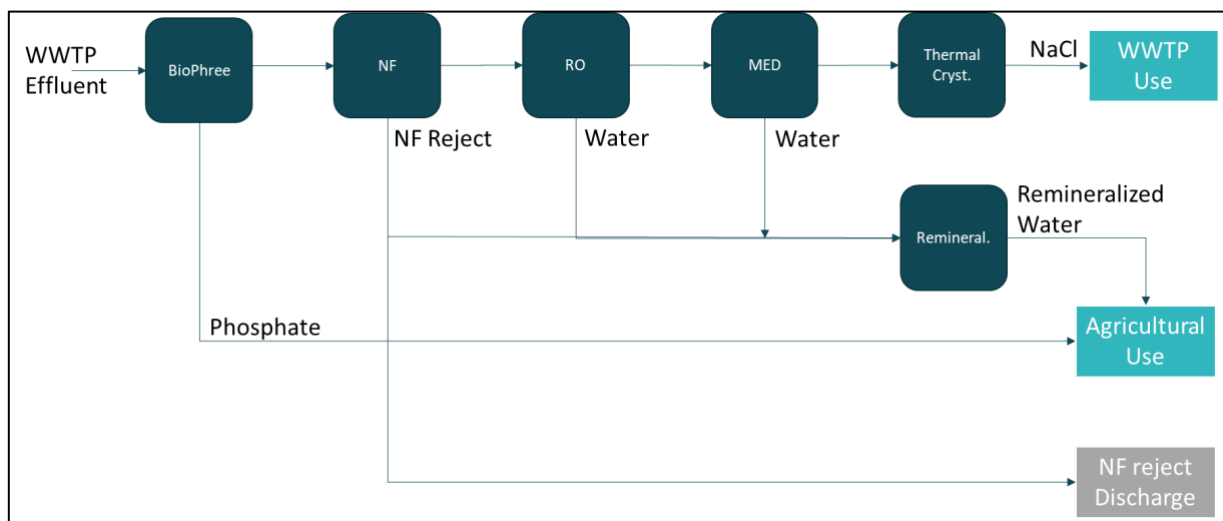 WWTP
Effluent
BioPhree
NF
RO
MED
Thermal
Cryst.
NaCl
WWTP
Use
NF Reject
Water
Water
Remineral.
Remineralized
Water
Phosphate
Agricultural
Use
NF reject
Discharge